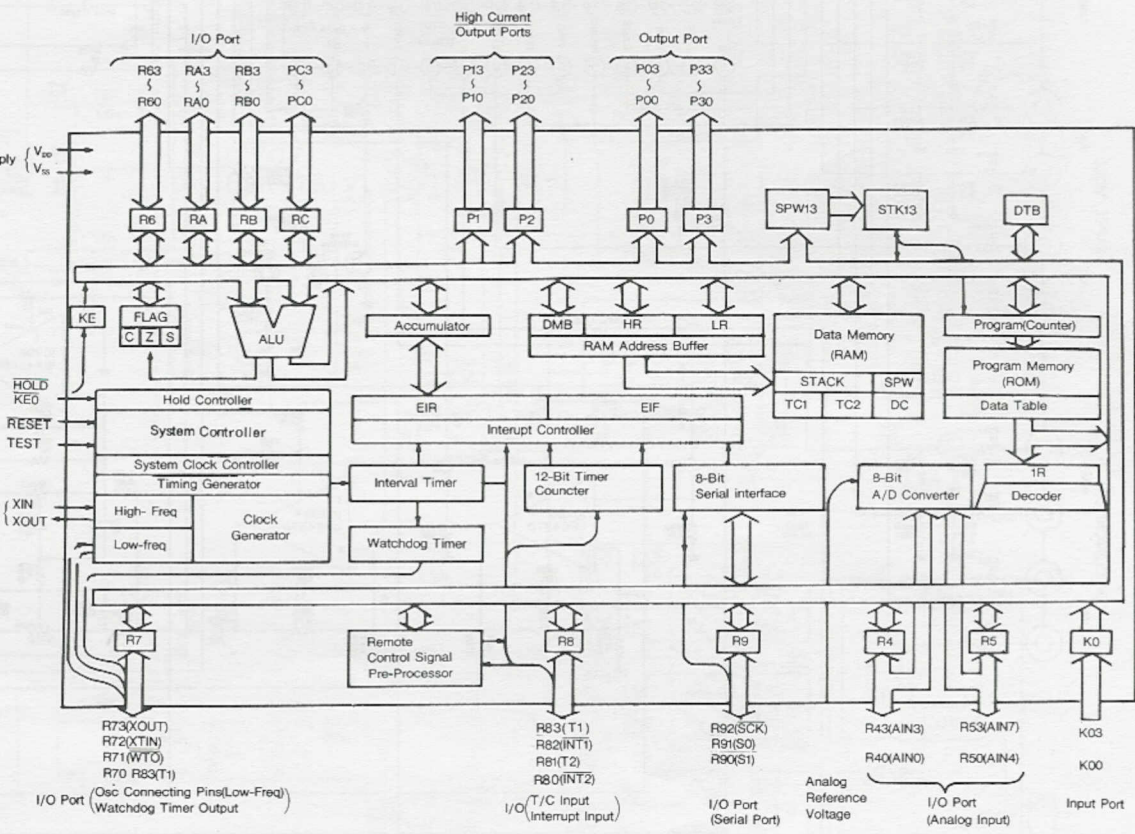 High Current
Output Ports
I/O Port
Output Port
R63 RA3 RB3 PC3 P13 P23 P03 P33
R60 RA0 RB0 PC0 P10 P20 P00 P30
ply { VDD
VSS
R6 RA RB RC P1 P2 P0 P3 SPW13 STK13 DTB
KE FLAG
C Z S
ALU
Accumulator
DMB HR LR
RAM Address Buffer
Data Memory
(RAM)
STACK SPW
TC1 TC2 DC
Program(Counter)
Program Memory
(ROM)
Data Table
HOLD
KE0
RESET
TEST
Hold Controller
System Controller
System Clock Controller
Timing Generator
EIR EIF
Interupt Controller
XIN
XOUT
High- Freq
Low-freq
Clock
Generator
Interval Timer
Watchdog Timer
12-Bit Timer
Councter
8-Bit
Serial interface
8-Bit
A/D Converter
1R
Decoder
R7
Remote
Control Signal
Pre-Processor
R8 R9 R4 R5 K0
R73(XOUT)
R72(XTIN)
R71(WTO)
R70 R83(T1)
I/O Port (Osc Connecting Pins(Low-Freq)
Watchdog Timer Output)
R83(T1)
R82(INT1)
R81(T2)
R80(INT2)
I/O (T/C Input
Interrupt Input)
R92(SCK)
R91(S0)
R90(S1)
I/O Port
(Serial Port)
R43(AIN3) R53(AIN7)
R40(AIN0) R50(AIN4)
Analog
Reference
Voltage
I/O Port
(Analog Input)
K03
K00
Input Port